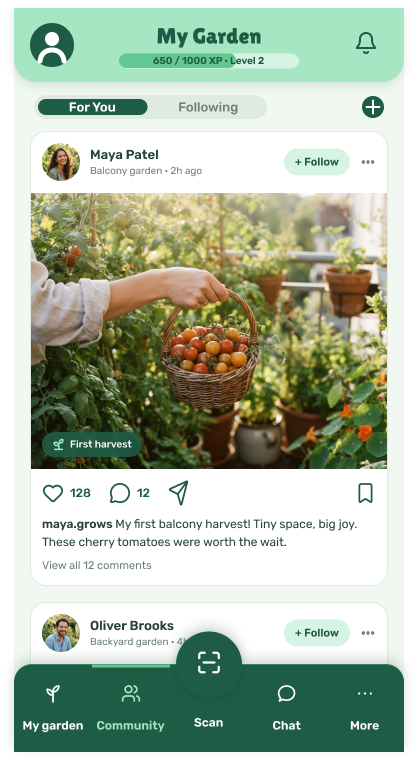 My Garden
650 / 1000 XP • Level 2
For You
Following
Maya Patel
Balcony garden • 2h ago
+ Follow
First harvest
128
12
maya.grows My first balcony harvest! Tiny space, big joy.
These cherry tomatoes were worth the wait.
View all 12 comments
Oliver Brooks
Backyard garden •
+ Follow
My garden
Community
Scan
Chat
More